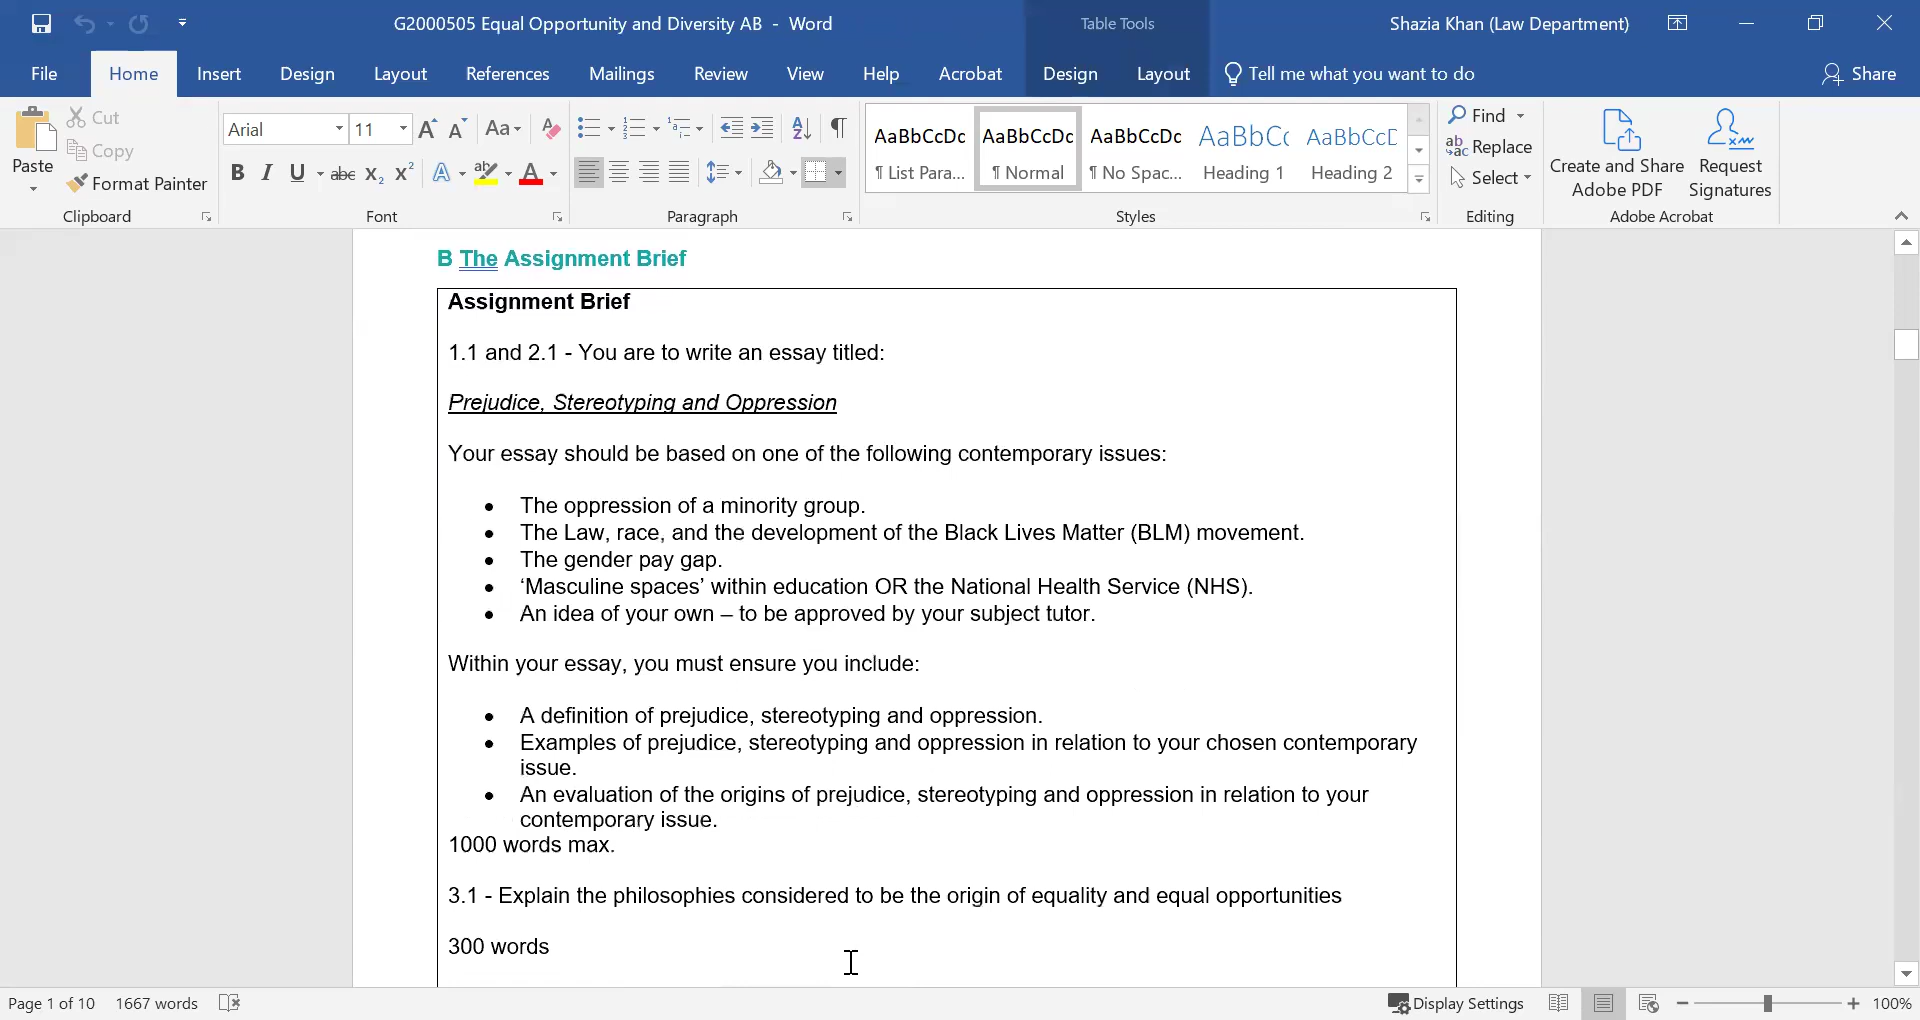 G2000505 Equal Opportunity and Diversity AB - Word
Table Tools
Shazia Khan (Law Department)
File Home Insert Design Layout References Mailings Review View Help Acrobat Design Layout Tell me what you want to do Share
Paste
Cut
Copy
Format Painter
Clipboard
Arial 11
Font
Paragraph
AaBbCcDc AaBbCcDc AaBbCcDc AaBbCc AaBbCcD
¶ List Para... ¶ Normal ¶ No Spac... Heading 1 Heading 2
Styles
Find
Replace
Select
Editing
Create and Share Adobe PDF
Request Signatures
Adobe Acrobat
B The Assignment Brief
Assignment Brief
1.1 and 2.1 - You are to write an essay titled:
Prejudice, Stereotyping and Oppression
Your essay should be based on one of the following contemporary issues:
• The oppression of a minority group.
• The Law, race, and the development of the Black Lives Matter (BLM) movement.
• The gender pay gap.
• ‘Masculine spaces’ within education OR the National Health Service (NHS).
• An idea of your own – to be approved by your subject tutor.
Within your essay, you must ensure you include:
• A definition of prejudice, stereotyping and oppression.
• Examples of prejudice, stereotyping and oppression in relation to your chosen contemporary
issue.
• An evaluation of the origins of prejudice, stereotyping and oppression in relation to your
contemporary issue.
1000 words max.
3.1 - Explain the philosophies considered to be the origin of equality and equal opportunities
300 words
Page 1 of 10 1667 words Display Settings 100%